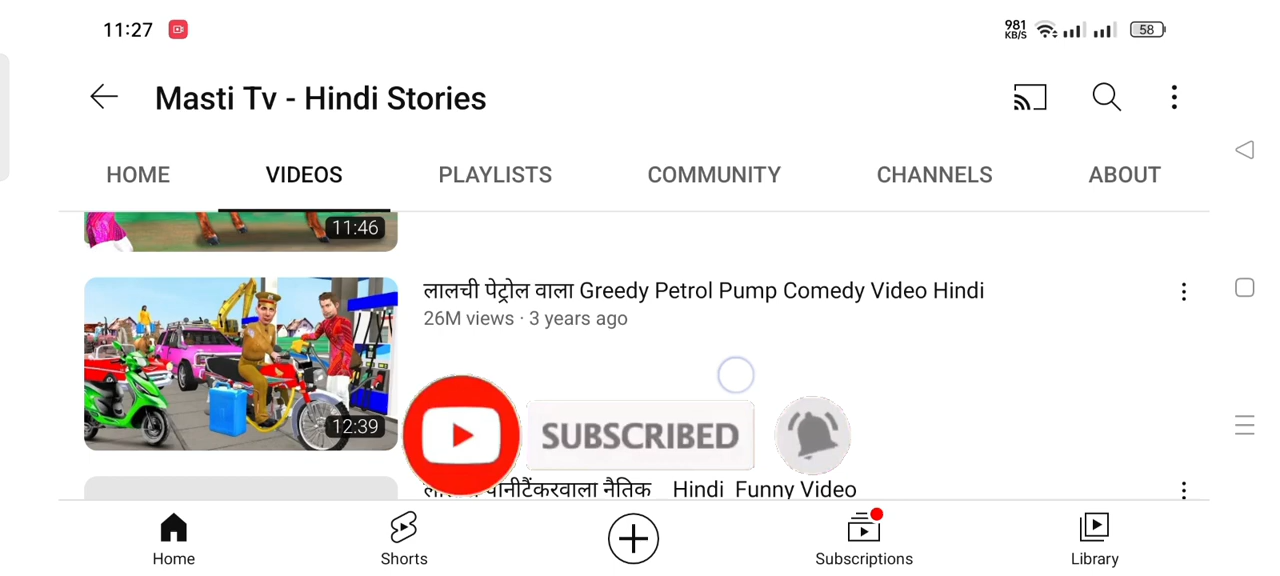 11:27
981
KB/S
58
Masti Tv - Hindi Stories
HOME
VIDEOS
PLAYLISTS
COMMUNITY
CHANNELS
ABOUT
11:46
लालची पेट्रोल वाला Greedy Petrol Pump Comedy Video Hindi
26M views · 3 years ago
12:39
SUBSCRIBED
पानीटैंकरवाला नैतिक Hindi Funny Video
Home
Shorts
Subscriptions
Library